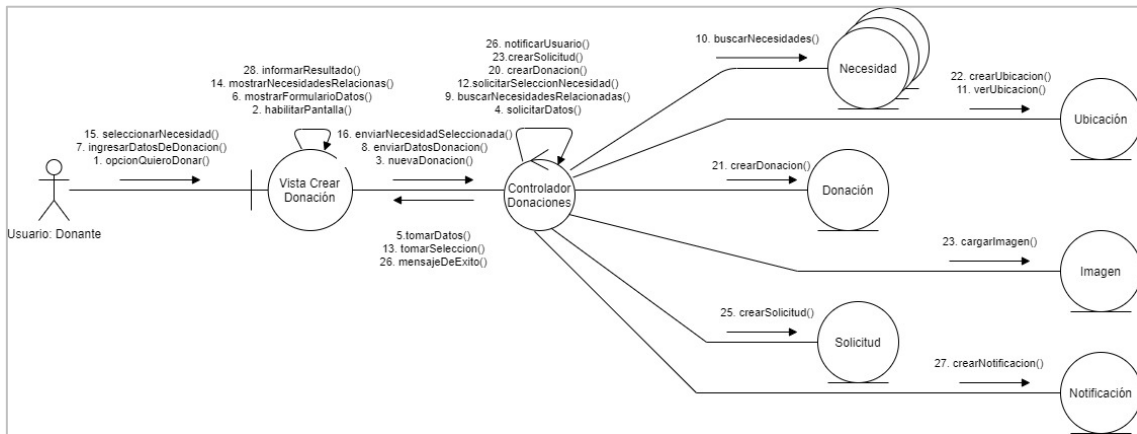 26. notificarUsuario()
23.crearSolicitud()
20. crearDonacion()
12.solicitarSeleccionNecesidad()
9. buscarNecesidadesRelacionadas()
4. solicitarDatos()
10. buscarNecesidades()
Necesidad
28. informarResultado()
14. mostrarNecesidadesRelacionas()
6. mostrarFormularioDatos()
2. habilitarPantalla()
22. crearUbicacion()
11. verUbicacion()
Ubicación
15. seleccionarNecesidad()
7. ingresarDatosDeDonacion()
1. opcionQuieroDonar()
16. enviarNecesidadSeleccionada()
8. enviarDatosDonacion()
3. nuevaDonacion()
Vista Crear
Donación
Controlador
Donaciones
21. crearDonacion()
Donación
Usuario: Donante
5.tomarDatos()
13. tomarSeleccion()
26. mensajeDeExito()
23. cargarImagen()
Imagen
25. crearSolicitud()
Solicitud
27. crearNotificacion()
Notificación